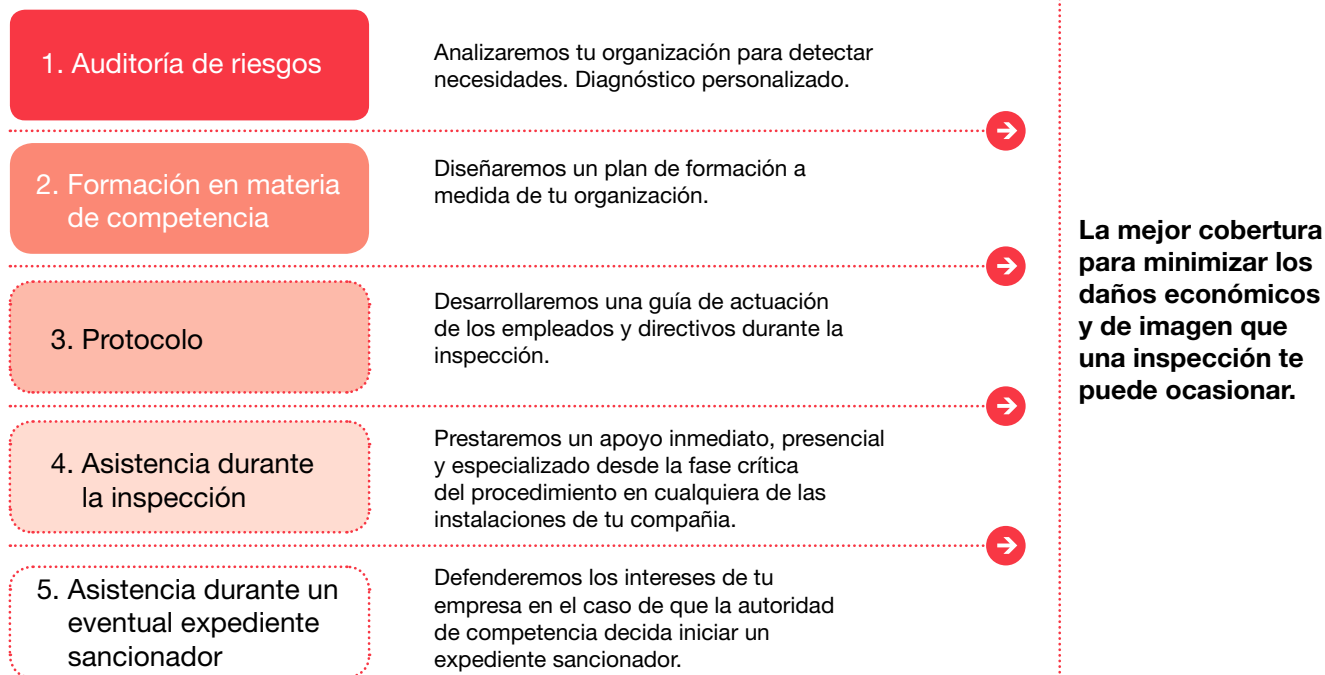 1. Auditoría de riesgos
Analizaremos tu organización para detectar
necesidades. Diagnóstico personalizado.
2. Formación en materia
de competencia
Diseñaremos un plan de formación a
medida de tu organización.
3. Protocolo
Desarrollaremos una guía de actuación
de los empleados y directivos durante la
inspección.
4. Asistencia durante
la inspección
Prestaremos un apoyo inmediato, presencial
y especializado desde la fase crítica
del procedimiento en cualquiera de las
instalaciones de tu compañia.
5. Asistencia durante un
eventual expediente
sancionador
Defenderemos los intereses de tu
empresa en el caso de que la autoridad
de competencia decida iniciar un
expediente sancionador.
La mejor cobertura
para minimizar los
daños económicos
y de imagen que
una inspección te
puede ocasionar.